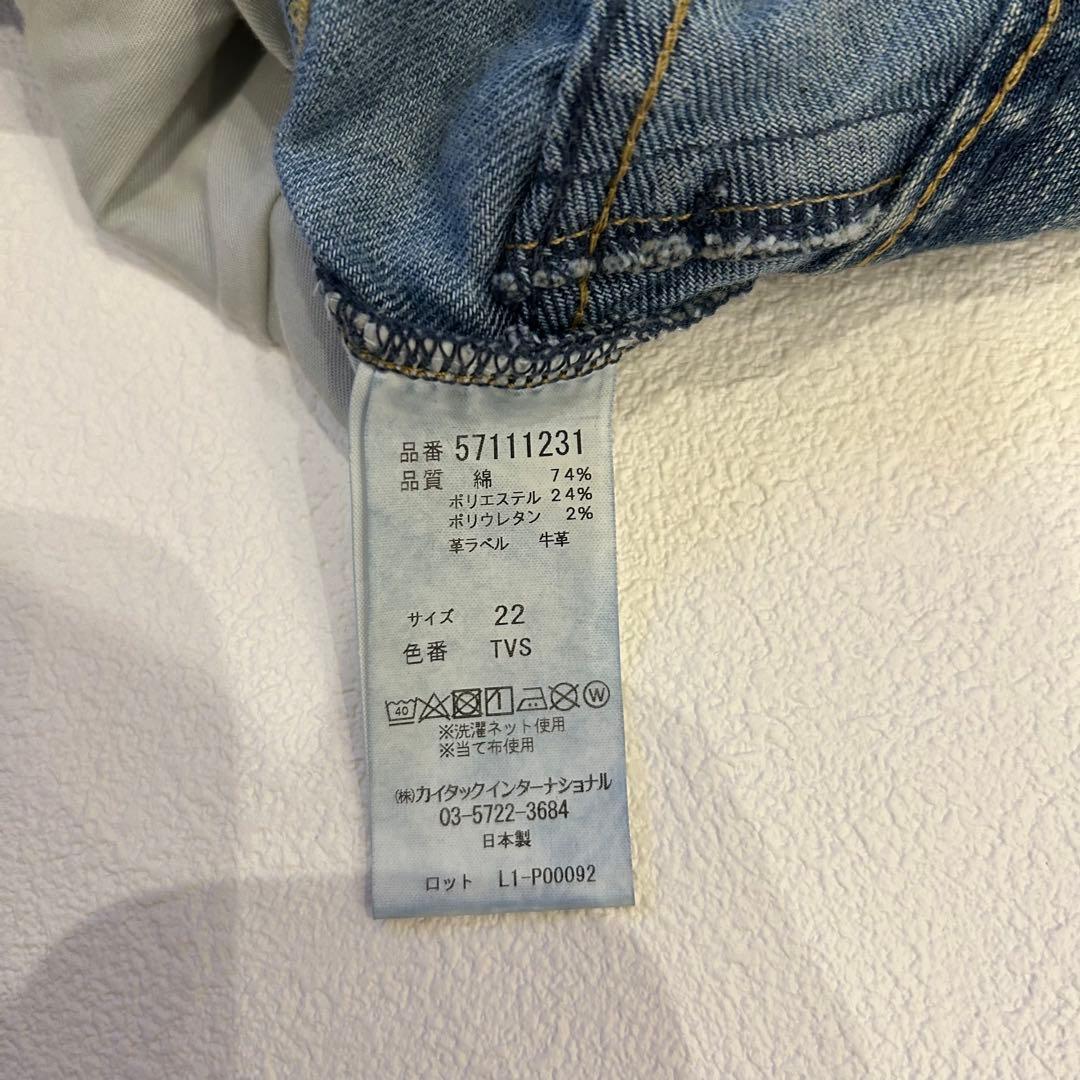 品番 57111231
品質 綿 74%
ポリエステル 24%
ポリウレタン 2%
革ラベル 牛革
サイズ 22
色番 TVS
40 W
※洗濯ネット使用
※当て布使用
㈱カイタックインターナショナル
03-5722-3684
日本製
ロット L1-P00092